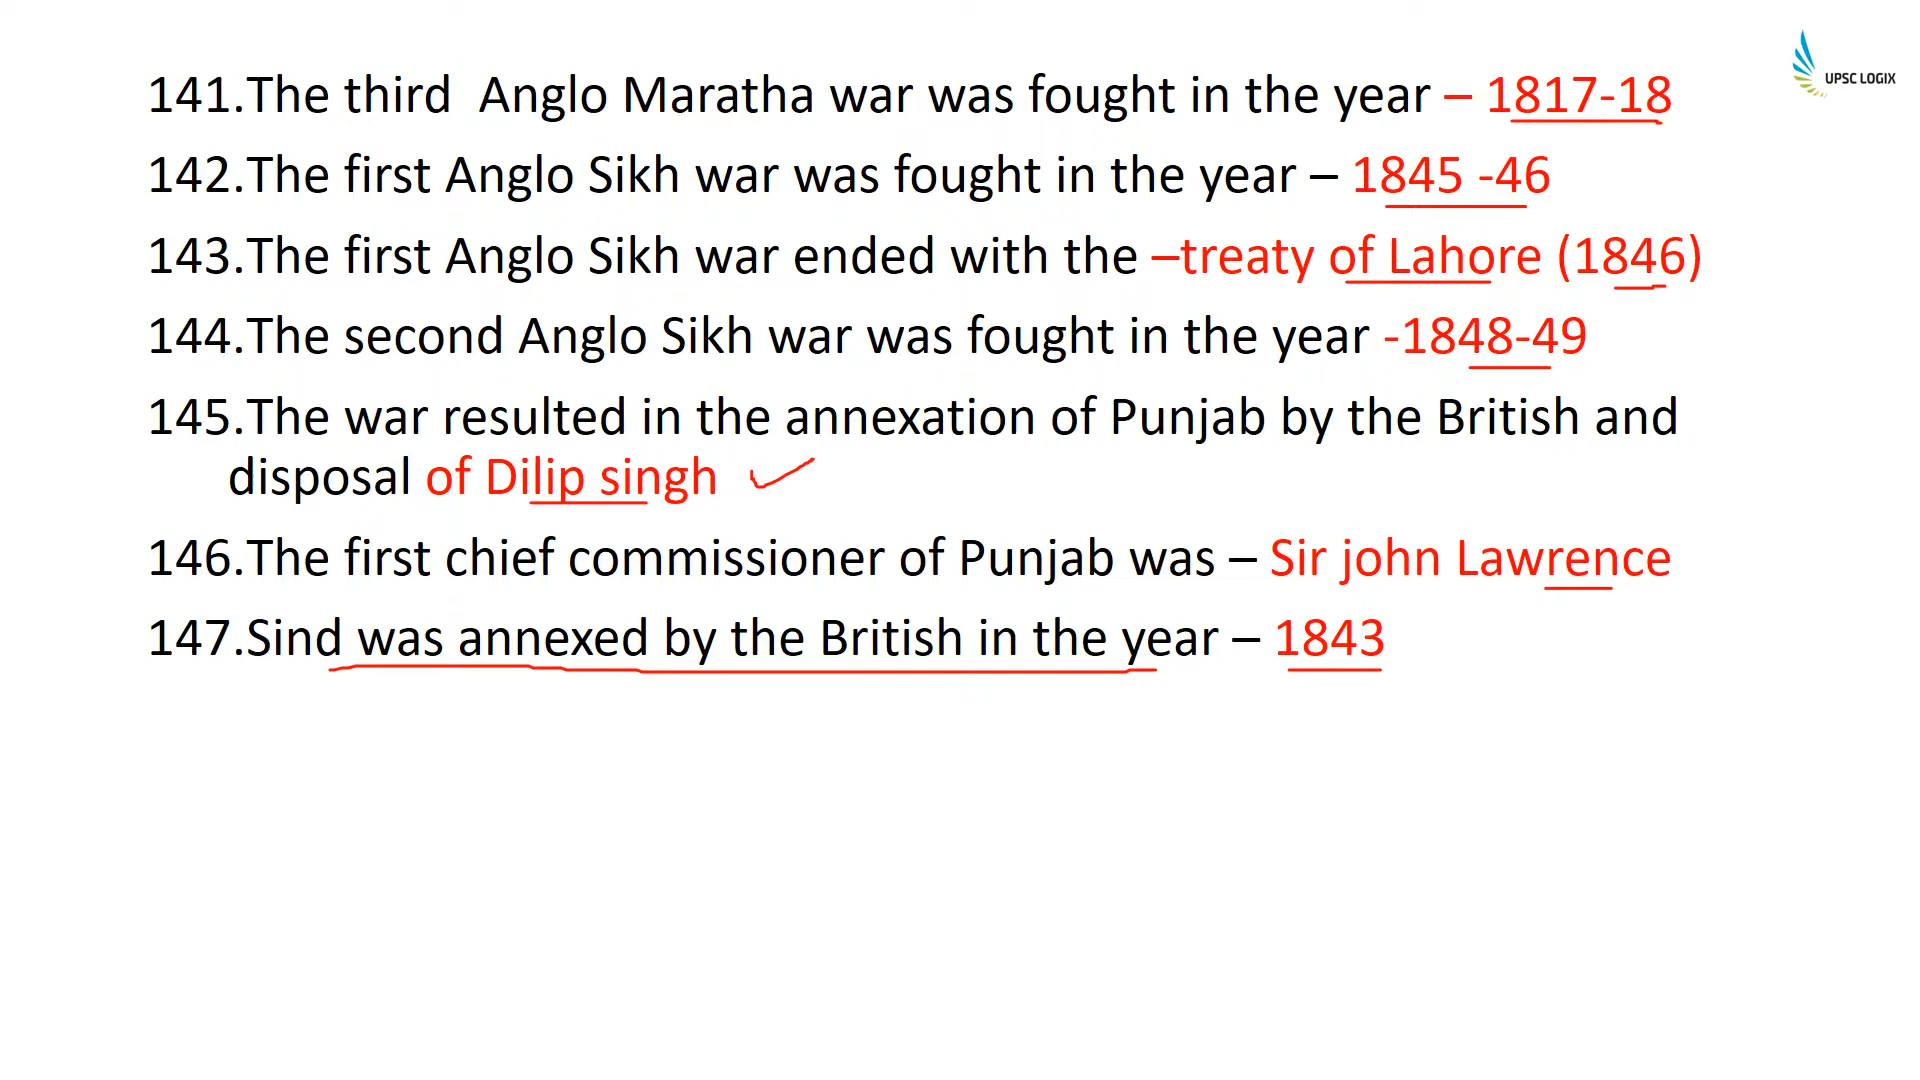 UPSC LOGIX
141.The third  Anglo Maratha war was fought in the year – 1817-18
142.The first Anglo Sikh war was fought in the year – 1845 -46
143.The first Anglo Sikh war ended with the –treaty of Lahore (1846)
144.The second Anglo Sikh war was fought in the year -1848-49
145.The war resulted in the annexation of Punjab by the British and
disposal of Dilip singh
146.The first chief commissioner of Punjab was – Sir john Lawrence
147.Sind was annexed by the British in the year – 1843